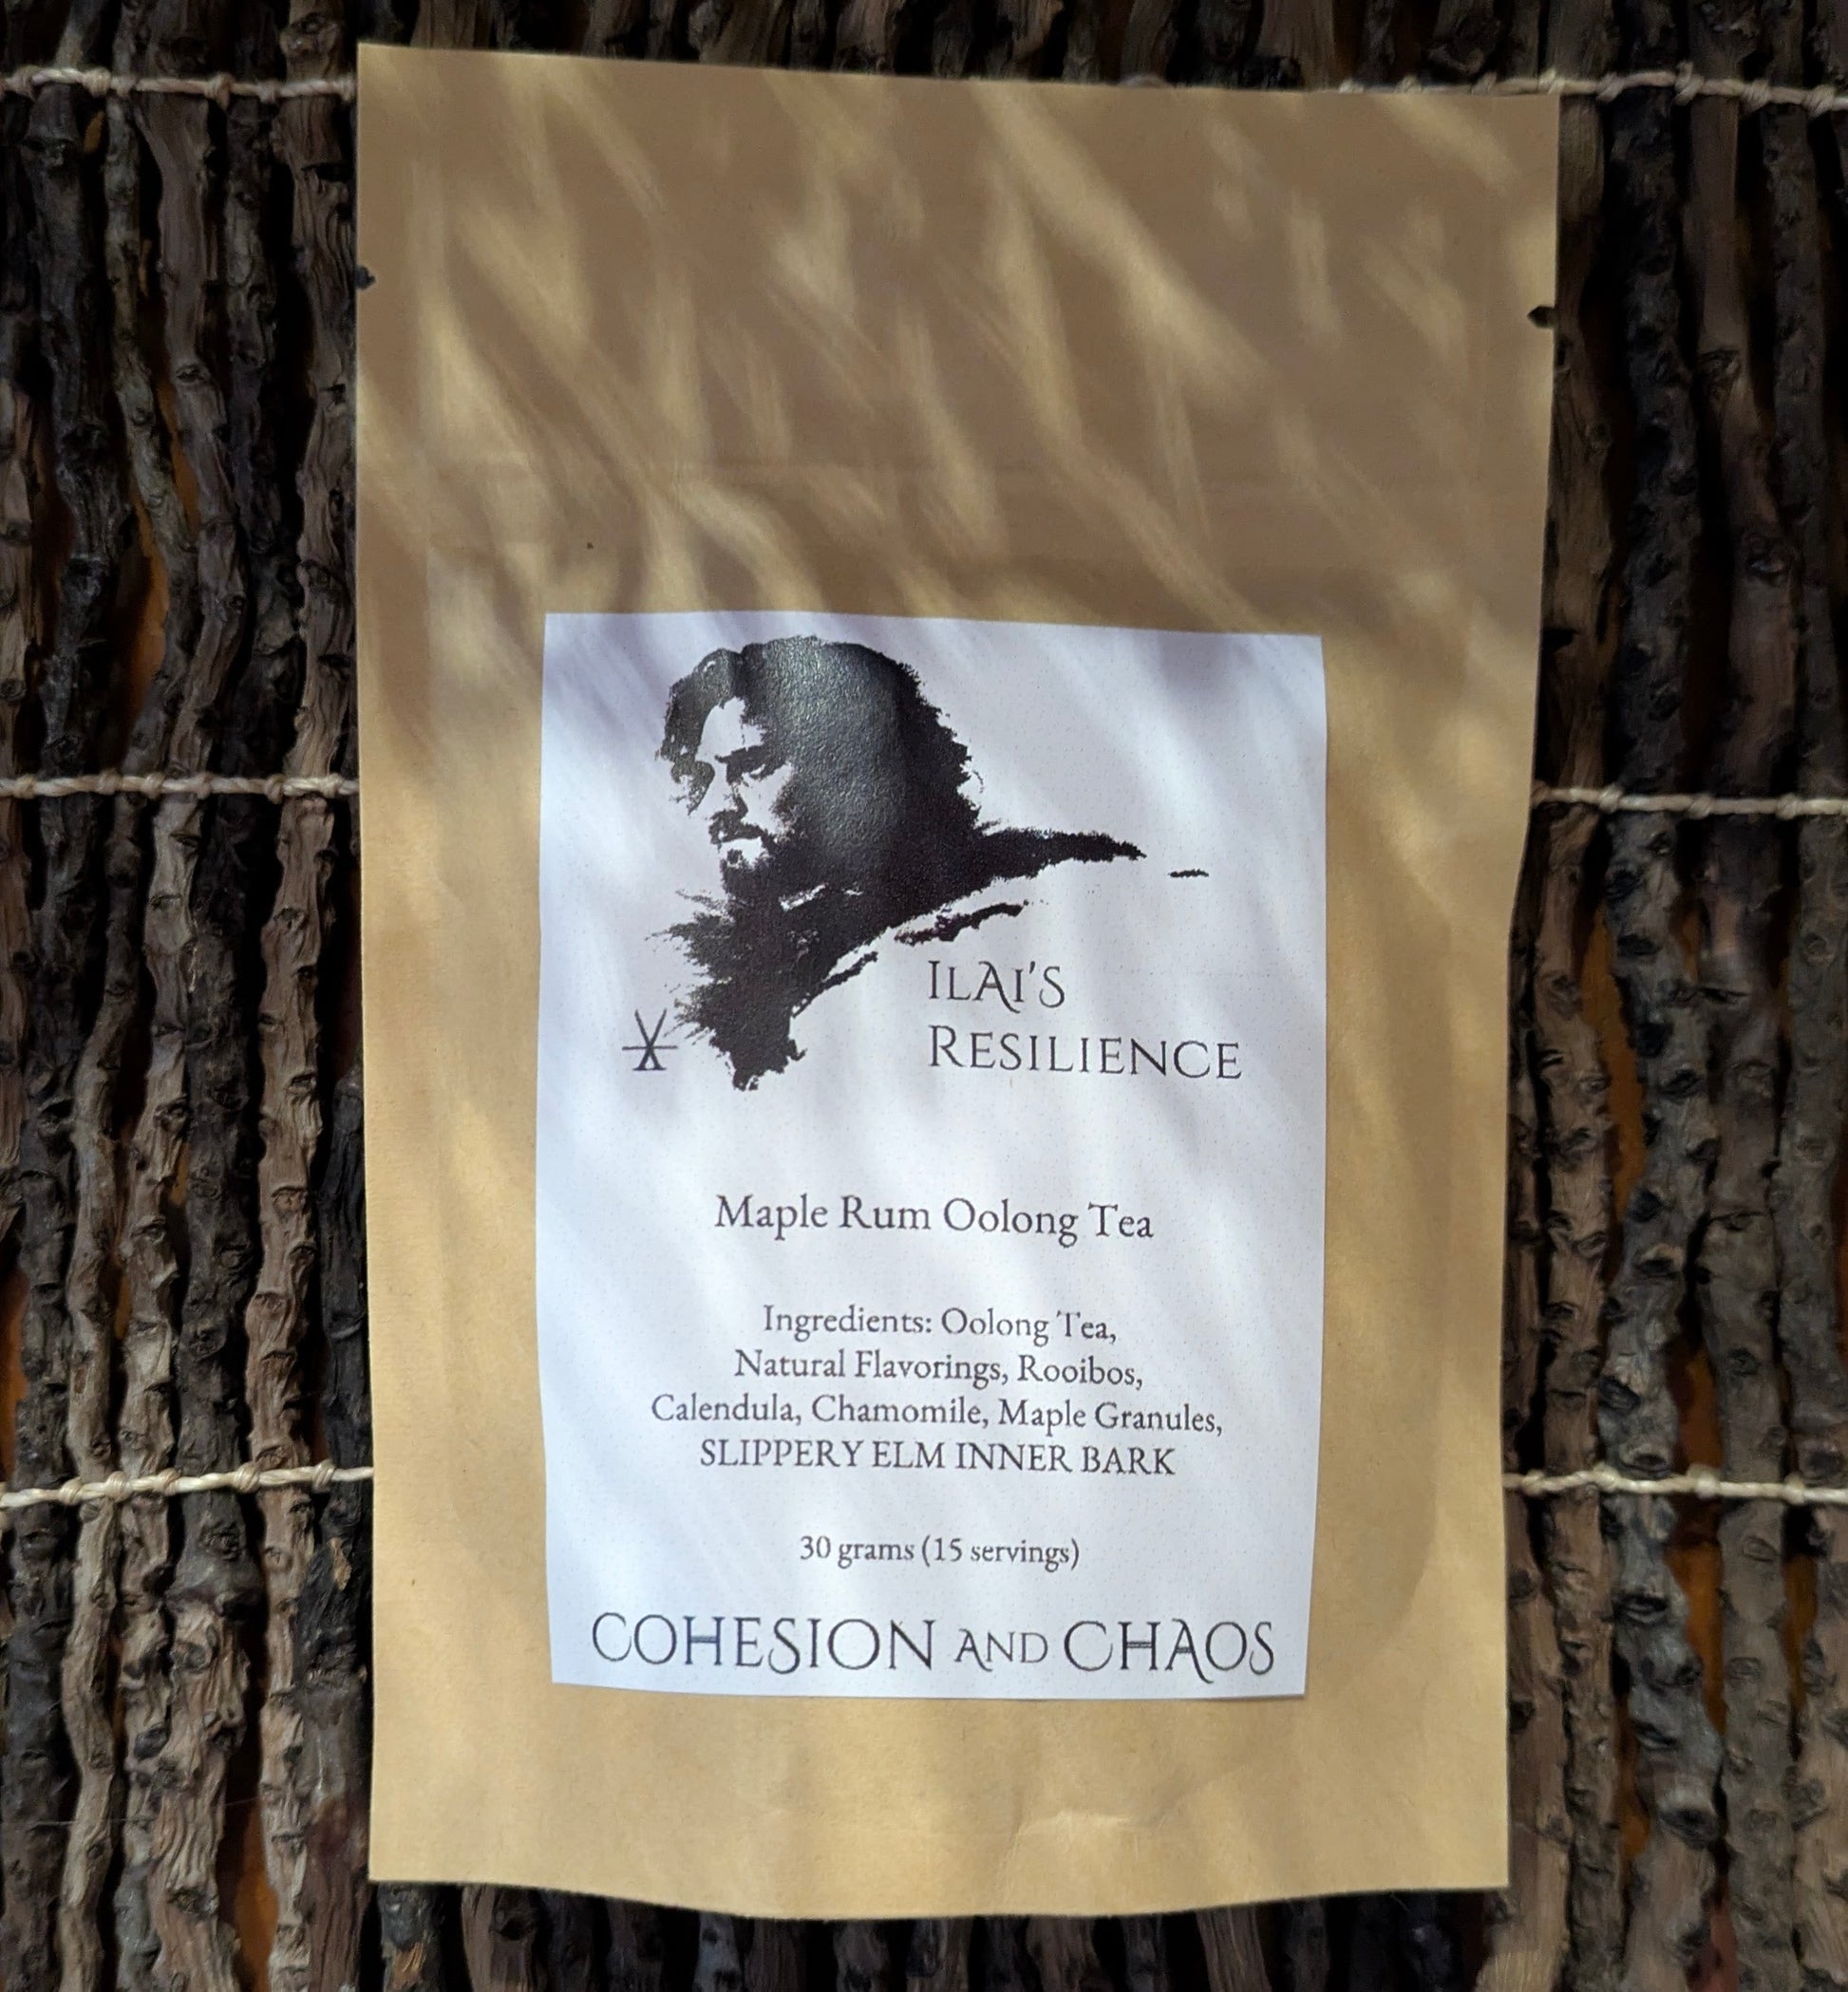 ILAI'S
RESILIENCE
Maple Rum Oolong Tea
Ingredients: Oolong Tea,
Natural Flavorings, Rooibos,
Calendula, Chamomile, Maple Granules,
SLIPPERY ELM INNER BARK
30 grams (15 servings)
COHESION AND CHAOS